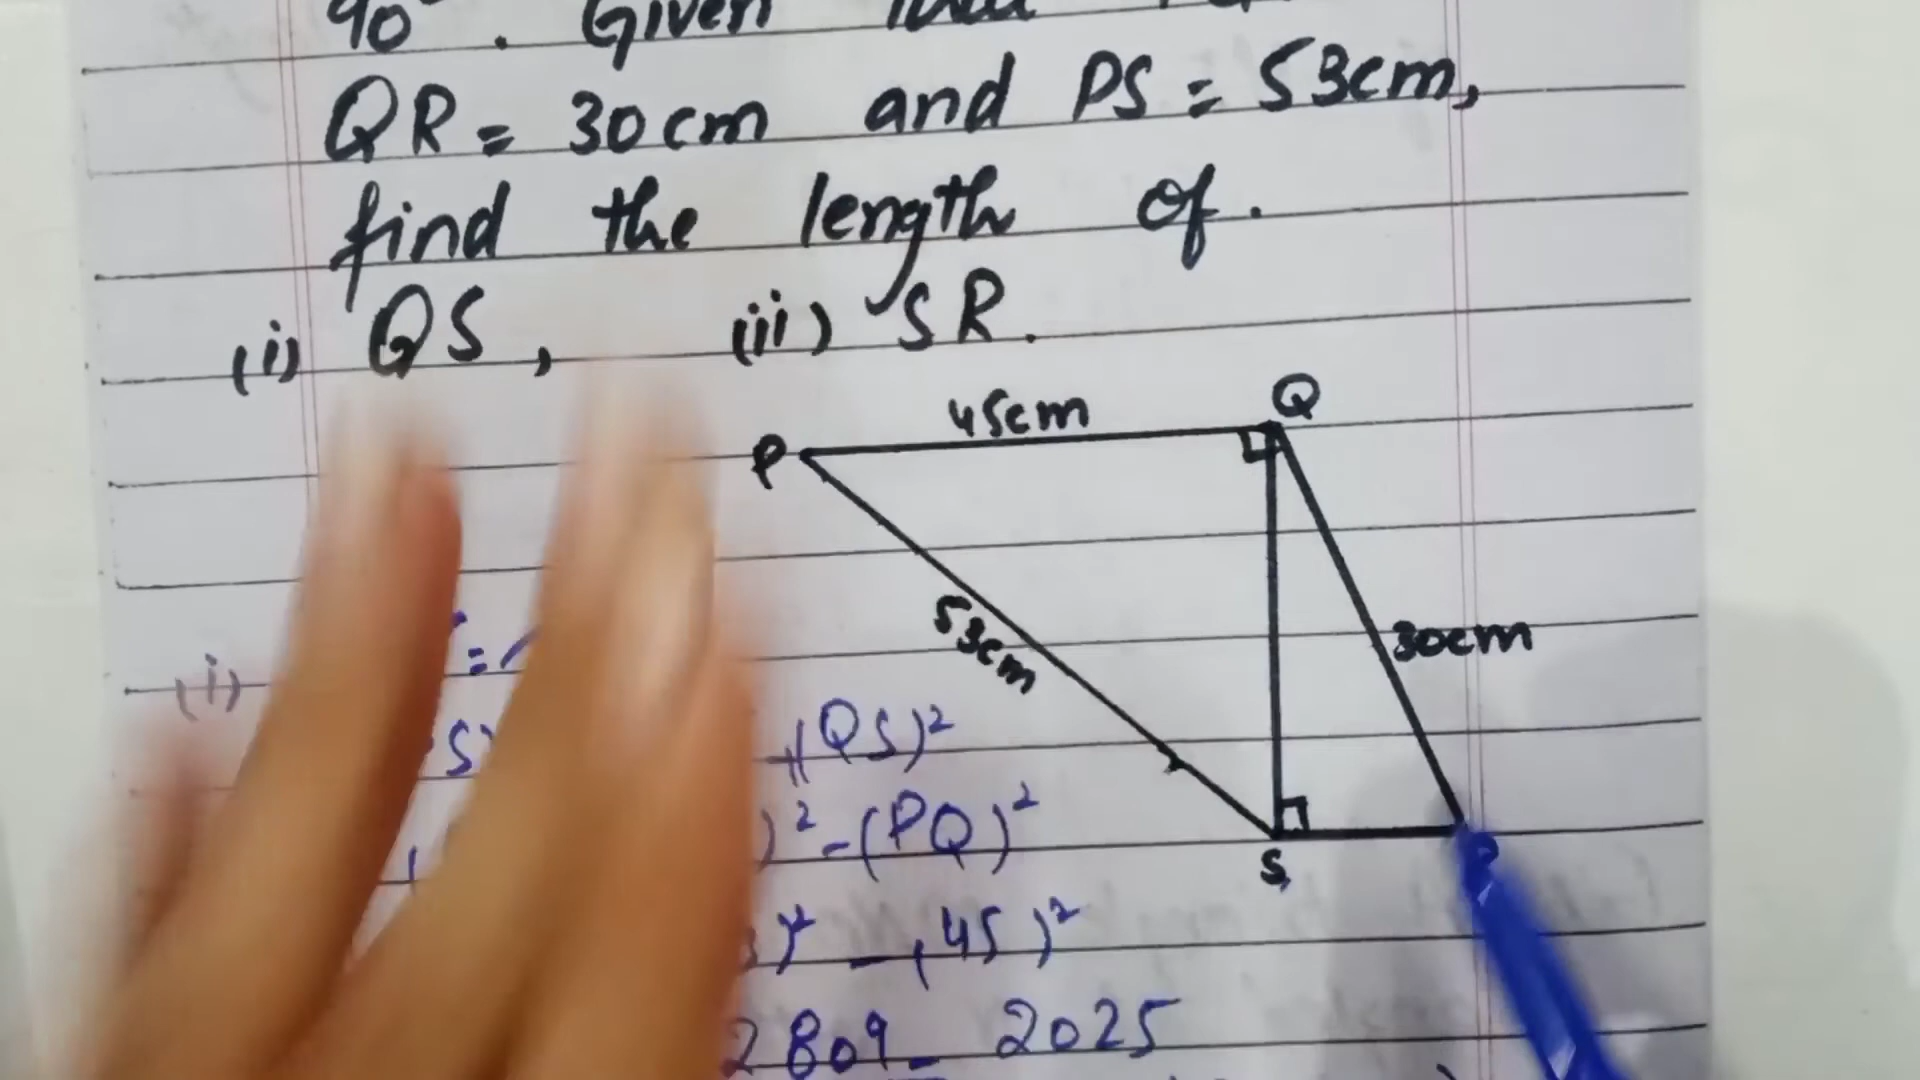 90°. Given
QR = 30cm and PS = 53cm,
find the length of.
(i) QS, (ii) SR.
45cm
Q
P
53cm
30cm
S
(i)
=
+(QS)²
)² - (PQ)²
)² - (45)²
2809 - 2025